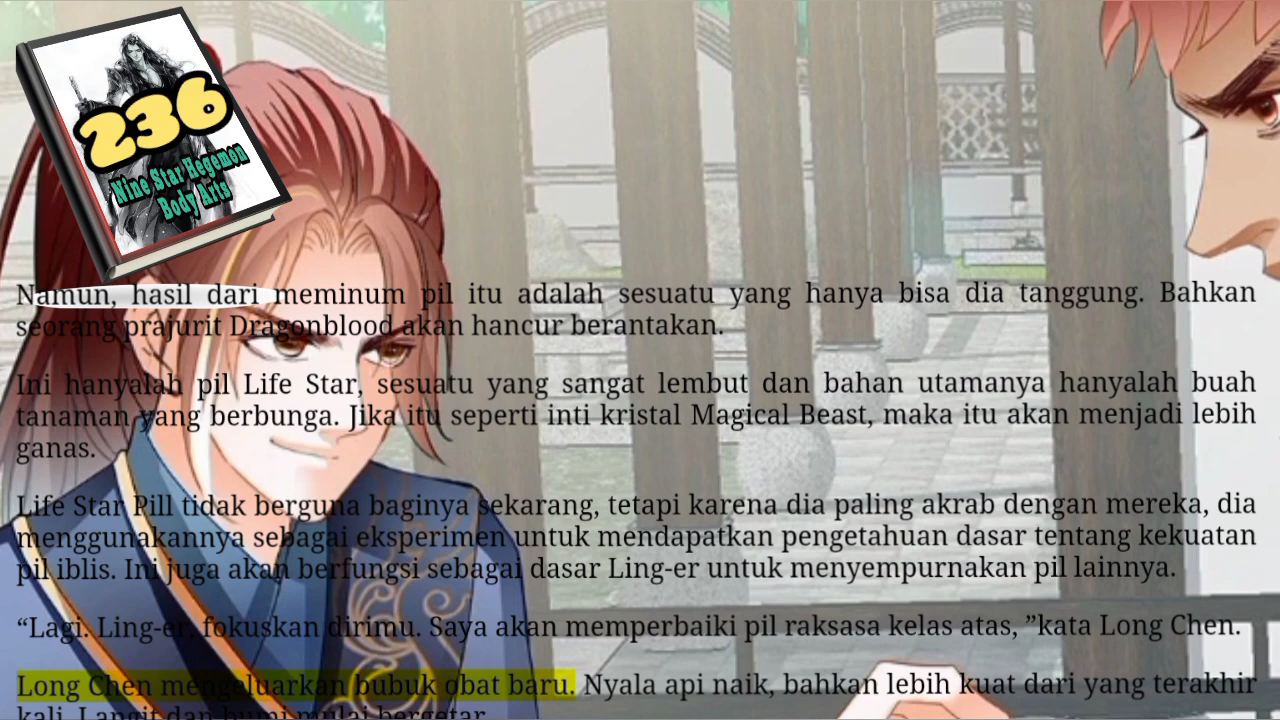 236
Nine Star Hegemon
Body Arts
Namun, hasil dari meminum pil itu adalah sesuatu yang hanya bisa dia tanggung. Bahkan
seorang prajurit Dragonblood akan hancur berantakan.
Ini hanyalah pil Life Star, sesuatu yang sangat lembut dan bahan utamanya hanyalah buah
tanaman yang berbunga. Jika itu seperti inti kristal Magical Beast, maka itu akan menjadi lebih
ganas.
Life Star Pill tidak berguna baginya sekarang, tetapi karena dia paling akrab dengan mereka, dia
menggunakannya sebagai eksperimen untuk mendapatkan pengetahuan dasar tentang kekuatan
pil iblis. Ini juga akan berfungsi sebagai dasar Ling-er untuk menyempurnakan pil lainnya.
“Lagi. Ling-er, fokuskan dirimu. Saya akan memperbaiki pil raksasa kelas atas, ”kata Long Chen.
Long Chen mengeluarkan bubuk obat baru. Nyala api naik, bahkan lebih kuat dari yang terakhir
kali. Langit dan bumi mulai bergetar.